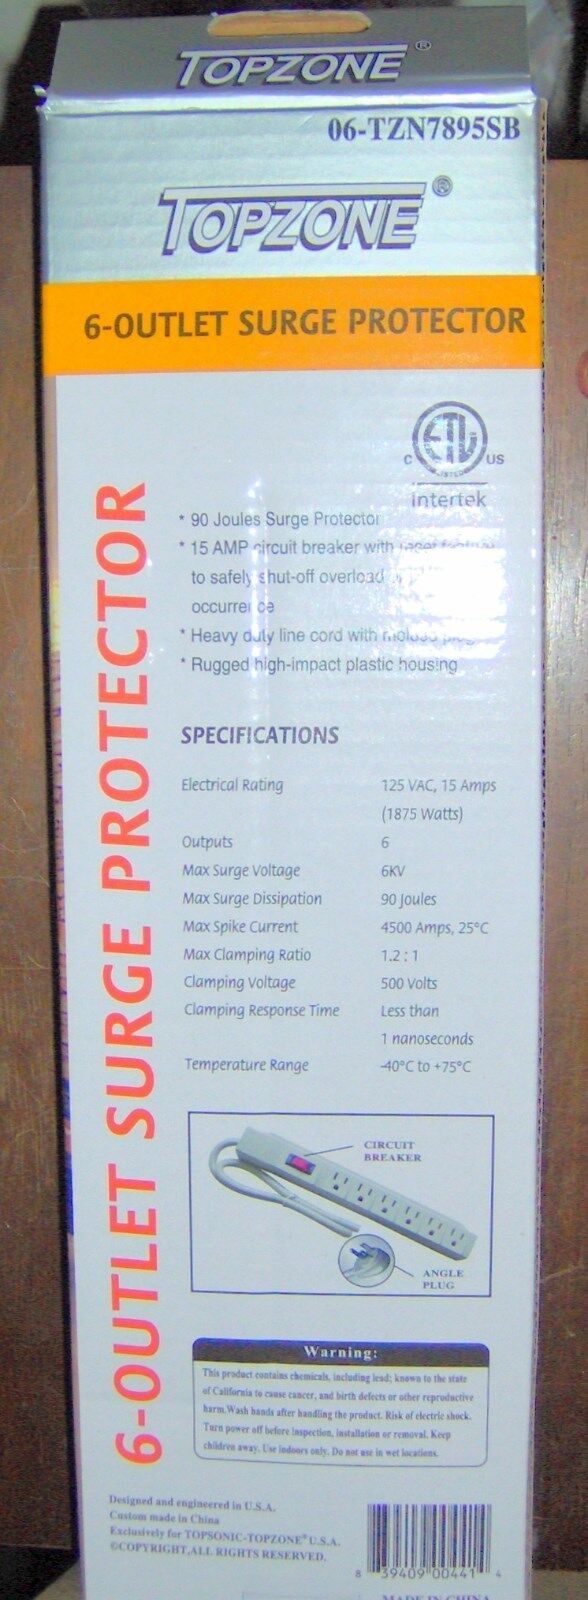 TOPZONE®
06-TZN7895SB
TOPZONE®
6-OUTLET SURGE PROTECTOR
C ETL US
LISTED
Intertek
6-OUTLET SURGE PROTECTOR
* 90 Joules Surge Protector
* 15 AMP circuit breaker with reset feature
to safely shut-off overload
occurrence
* Heavy duty line cord with molded plug
* Rugged high-impact plastic housing
SPECIFICATIONS
Electrical Rating 125 VAC, 15 Amps
(1875 Watts)
Outputs 6
Max Surge Voltage 6KV
Max Surge Dissipation 90 Joules
Max Spike Current 4500 Amps, 25°C
Max Clamping Ratio 1.2 : 1
Clamping Voltage 500 Volts
Clamping Response Time Less than
1 nanoseconds
Temperature Range -40°C to +75°C
CIRCUIT
BREAKER
ANGLE
PLUG
Warning:
This product contains chemicals, including lead; known to the state
of California to cause cancer, and birth defects or other reproductive
harm.Wash hands after handling the product. Risk of electric shock.
Turn power off before inspection, installation or removal. Keep
children away. Use indoors only. Do not use in wet locations.
Designed and engineered in U.S.A.
Custom made in China
Exclusively for TOPSONIC-TOPZONE® U.S.A.
©COPYRIGHT,ALL RIGHTS RESERVED.
8 39409 00441 4
MADE IN CHINA